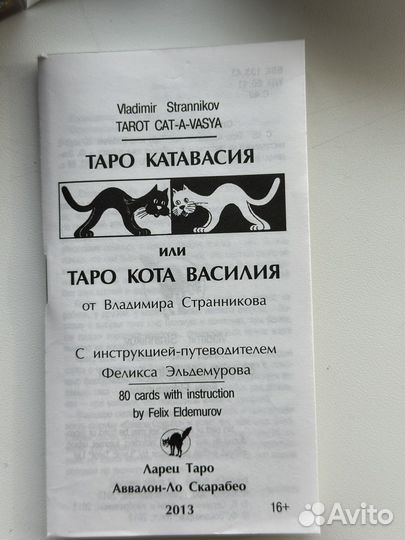 Vladimir Strannikov
TAROT CAT-A-VASYA
ТАРО КАТАВАСИЯ
или
ТАРО КОТА ВАСИЛИЯ
от Владимира Странникова
С инструкцией-путеводителем
Феликса Эльдемурова
80 cards with instruction
by Felix Eldemurov
Ларец Таро
Аввалон-Ло Скарабео
2013
16+
Avito